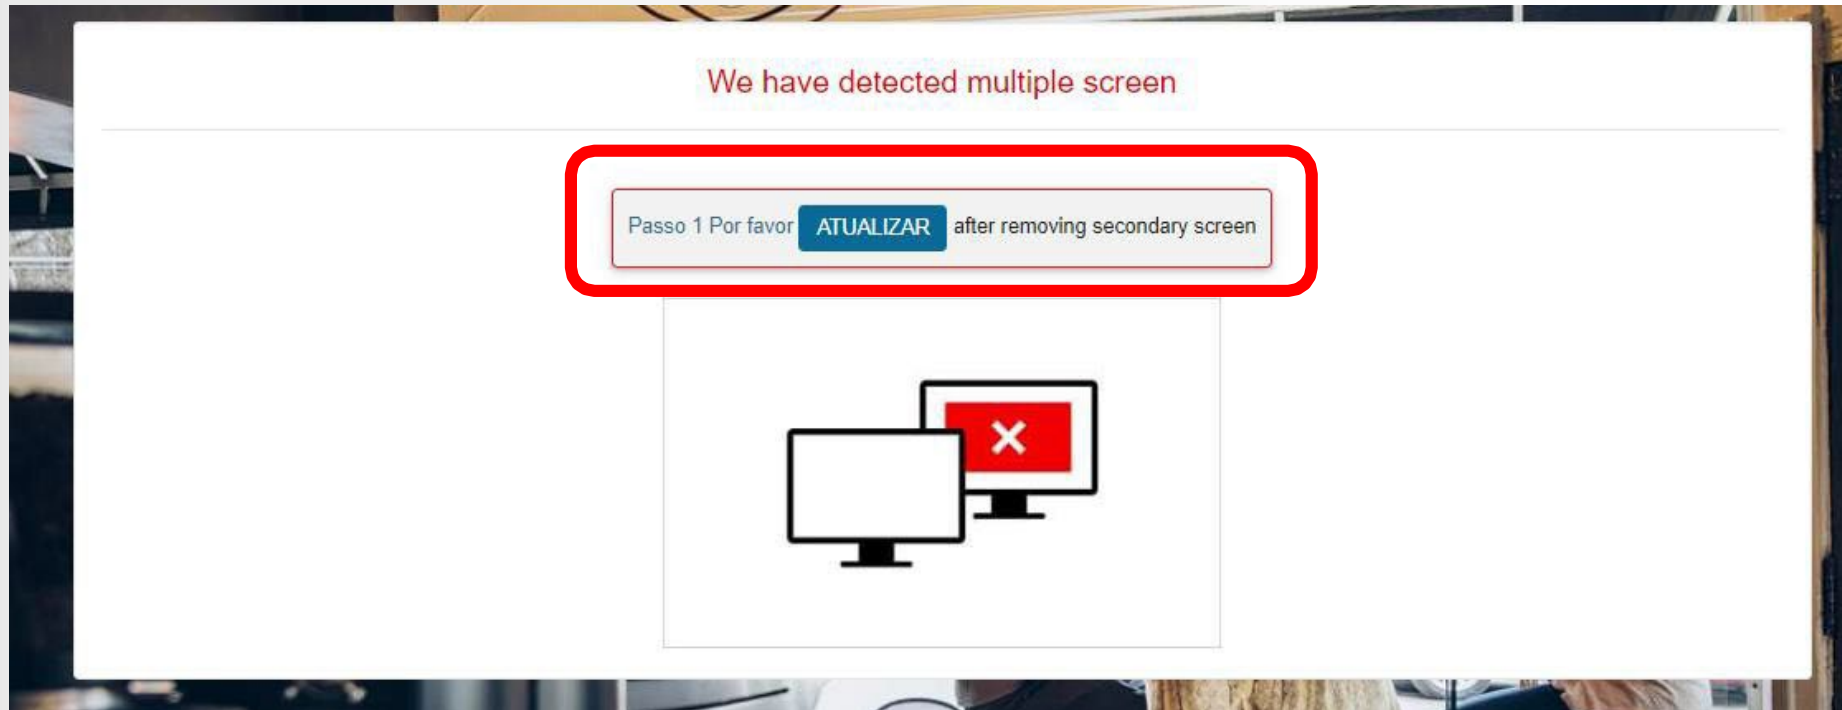 We have detected multiple screen
Passo 1 Por favor ATUALIZAR after removing secondary screen